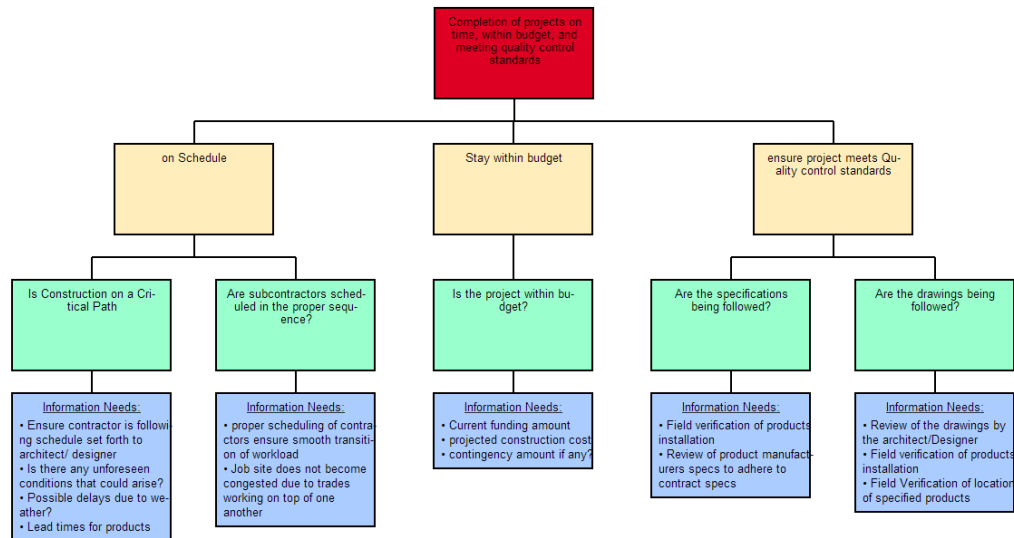 Completion of projects on
time, within budget, and
meeting quality control
standards
on Schedule
Stay within budget
ensure project meets Qu-
ality control standards
Is Construction on a Cri-
tical Path
Are subcontractors sched-
uled in the proper sequ-
ence?
Is the project within bu-
dget?
Are the specifications
being followed?
Are the drawings being
followed?
Information Needs:
• Ensure contractor is followi-
ng schedule set forth to
architect/ designer
• Is there any unforeseen
conditions that could arise?
• Possible delays due to we-
ather?
• Lead times for products
Information Needs:
• proper scheduling of contra-
ctors ensure smooth transiti-
on of workload
• Job site does not become
congested due to trades
working on top of one
another
Information Needs:
• Current funding amount
• projected construction cost
• contingency amount if any?
Information Needs:
• Field verification of products
installation
• Review of product manufact-
urers specs to adhere to
contract specs
Information Needs:
• Review of the drawings by
the architect/Designer
• Field verification of products
installation
• Field Verification of location
of specified products